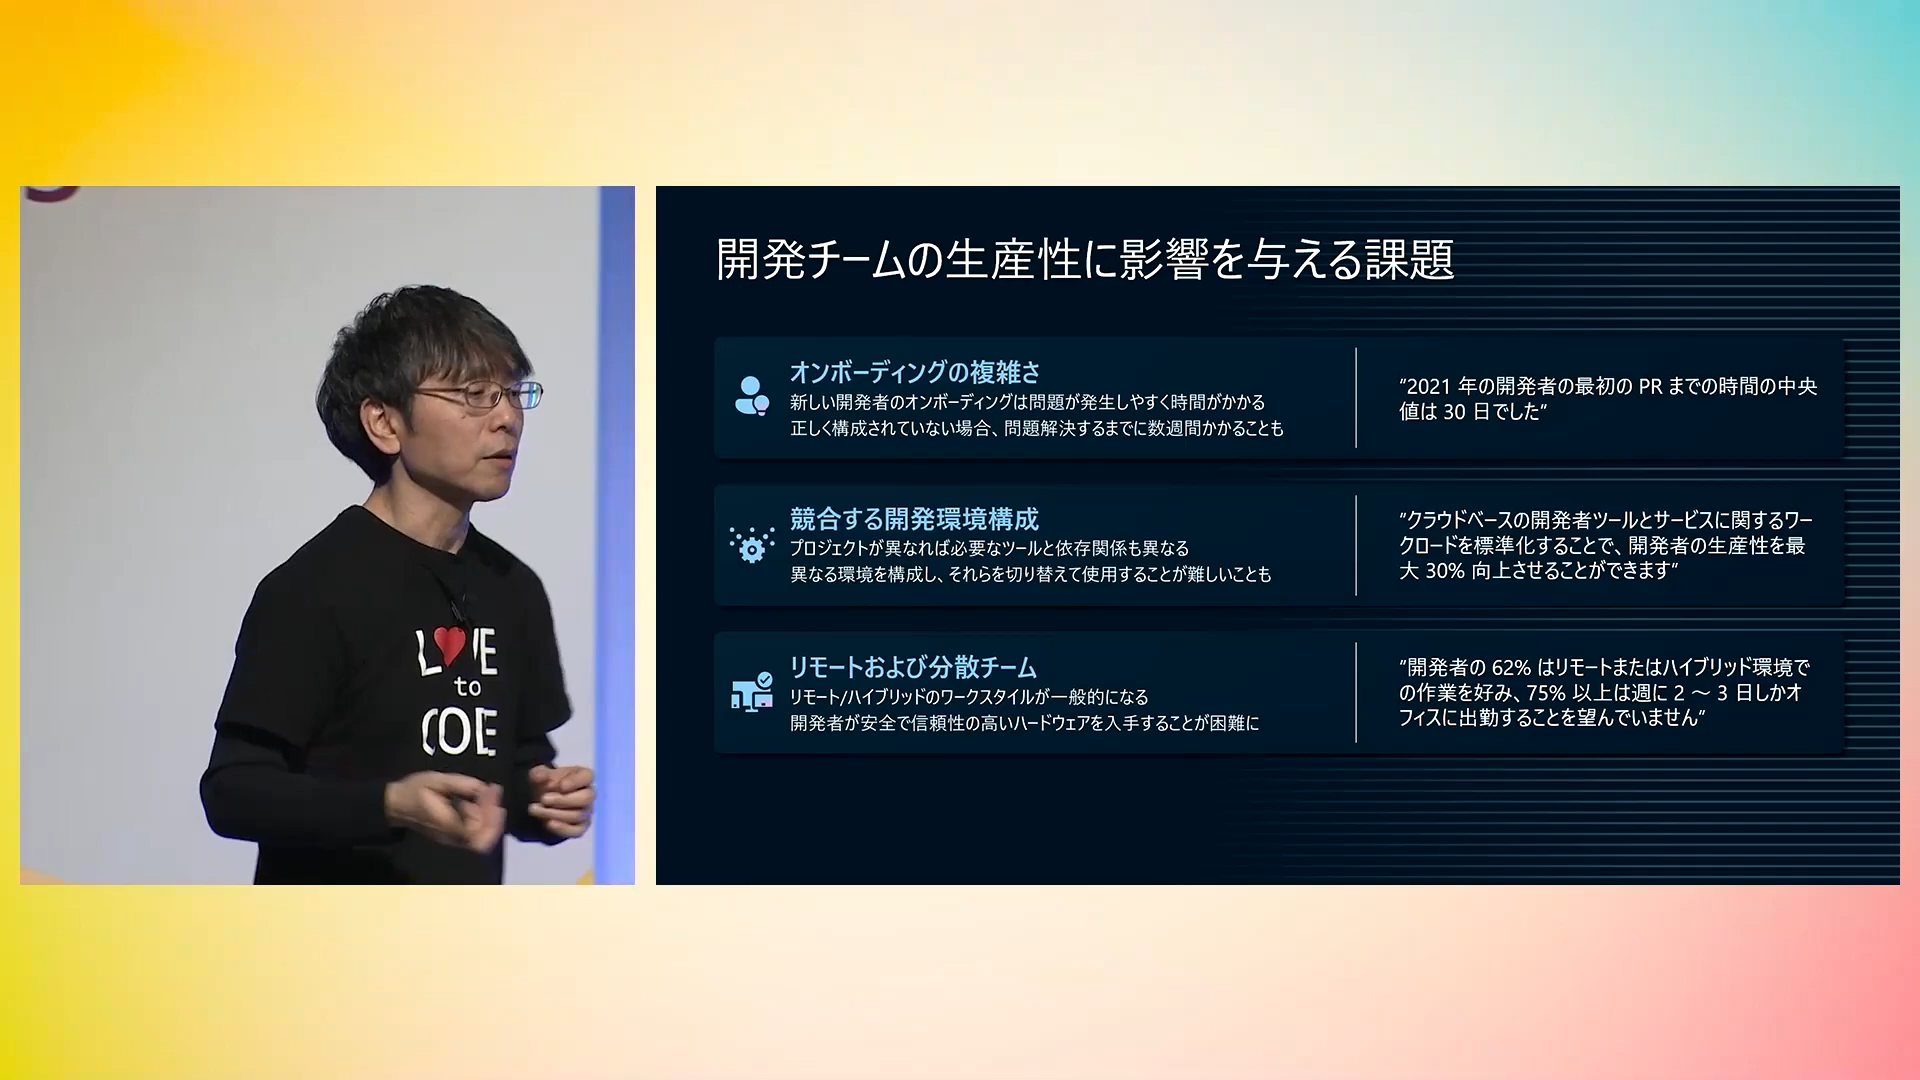 LOVE
to
CODE
開発チームの生産性に影響を与える課題
オンボーディングの複雑さ
新しい開発者のオンボーディングは問題が発生しやすく時間がかかる
正しく構成されていない場合、問題解決するまでに数週間かかることも
"2021 年の開発者の最初の PR までの時間の中央
値は 30 日でした"
競合する開発環境構成
プロジェクトが異なれば必要なツールと依存関係も異なる
異なる環境を構成し、それらを切り替えて使用することが難しいことも
"クラウドベースの開発者ツールとサービスに関するワー
クロードを標準化することで、開発者の生産性を最
大 30% 向上させることができます"
リモートおよび分散チーム
リモート/ハイブリッドのワークスタイルが一般的になる
開発者が安全で信頼性の高いハードウェアを入手することが困難に
"開発者の 62% はリモートまたはハイブリッド環境で
の作業を好み、75% 以上は週に 2 ～ 3 日しかオ
フィスに出勤することを望んでいません"